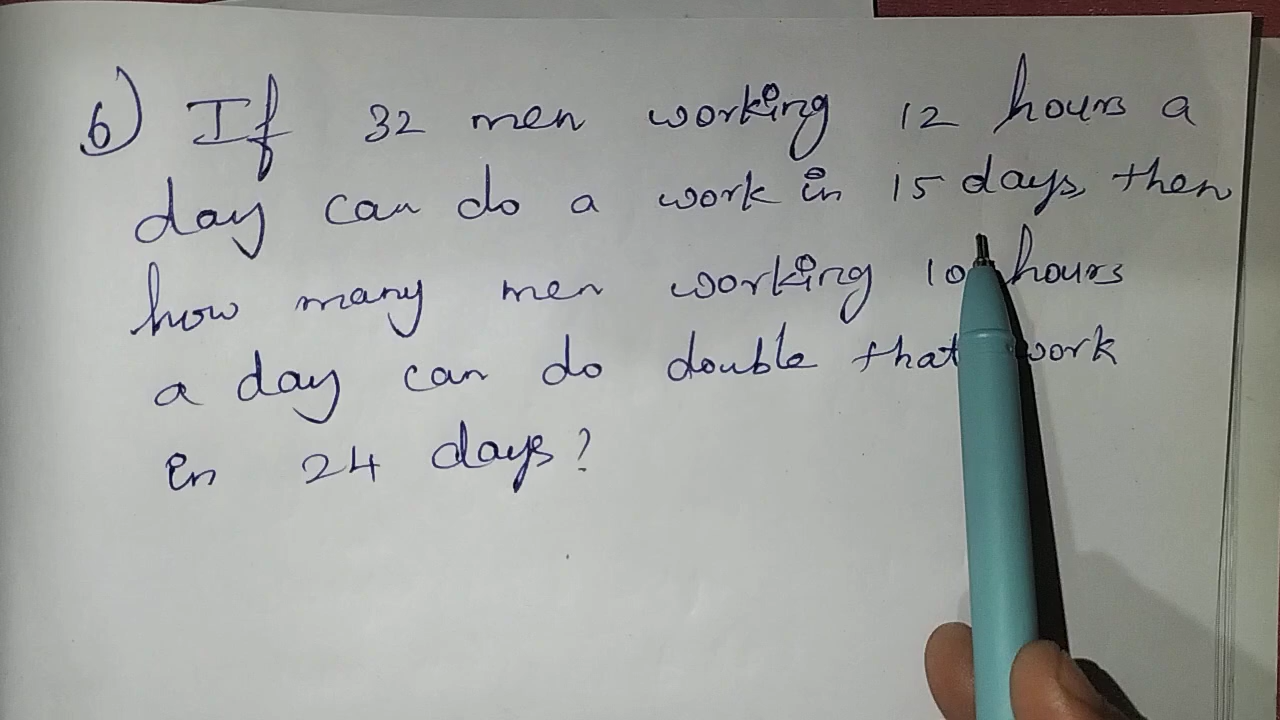 6) If 32 men working 12 hours a
day can do a work in 15 days, then
how many men working 10 hours
a day can do double that work
in 24 days?